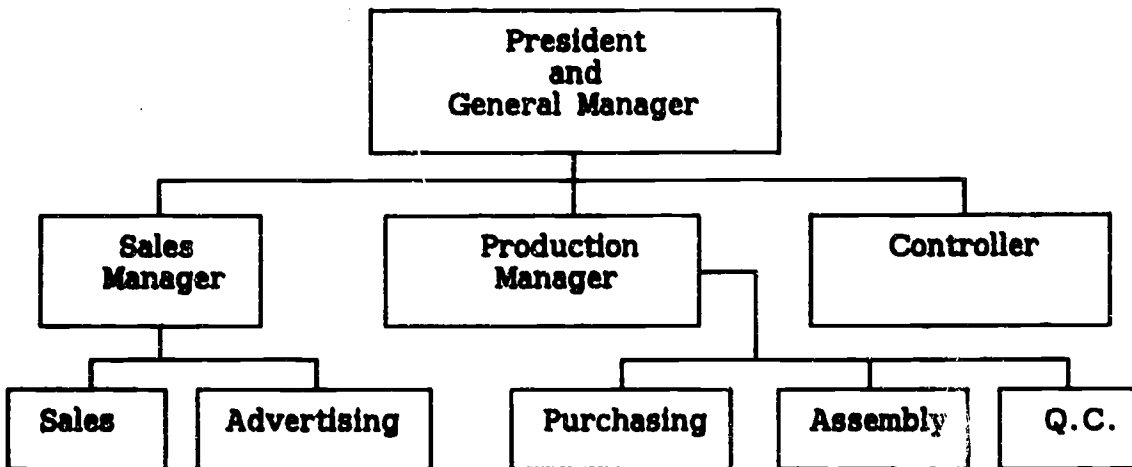 President
and
General Manager
Sales
Manager
Production
Manager
Controller
Sales
Advertising
Purchasing
Assembly
Q.C.